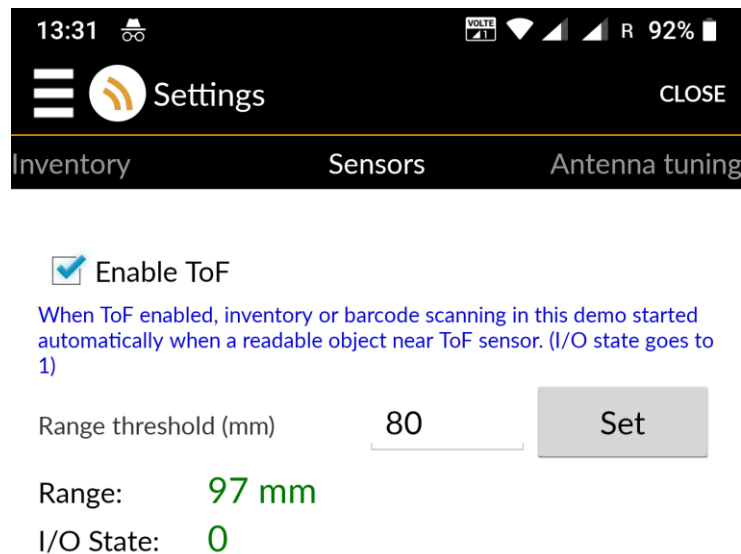 13:31 VOLTE 1 R 92%
Settings CLOSE
Inventory Sensors Antenna tuning
Enable ToF
When ToF enabled, inventory or barcode scanning in this demo started
automatically when a readable object near ToF sensor. (I/O state goes to
1)
Range threshold (mm) 80 Set
Range: 97 mm
I/O State: 0